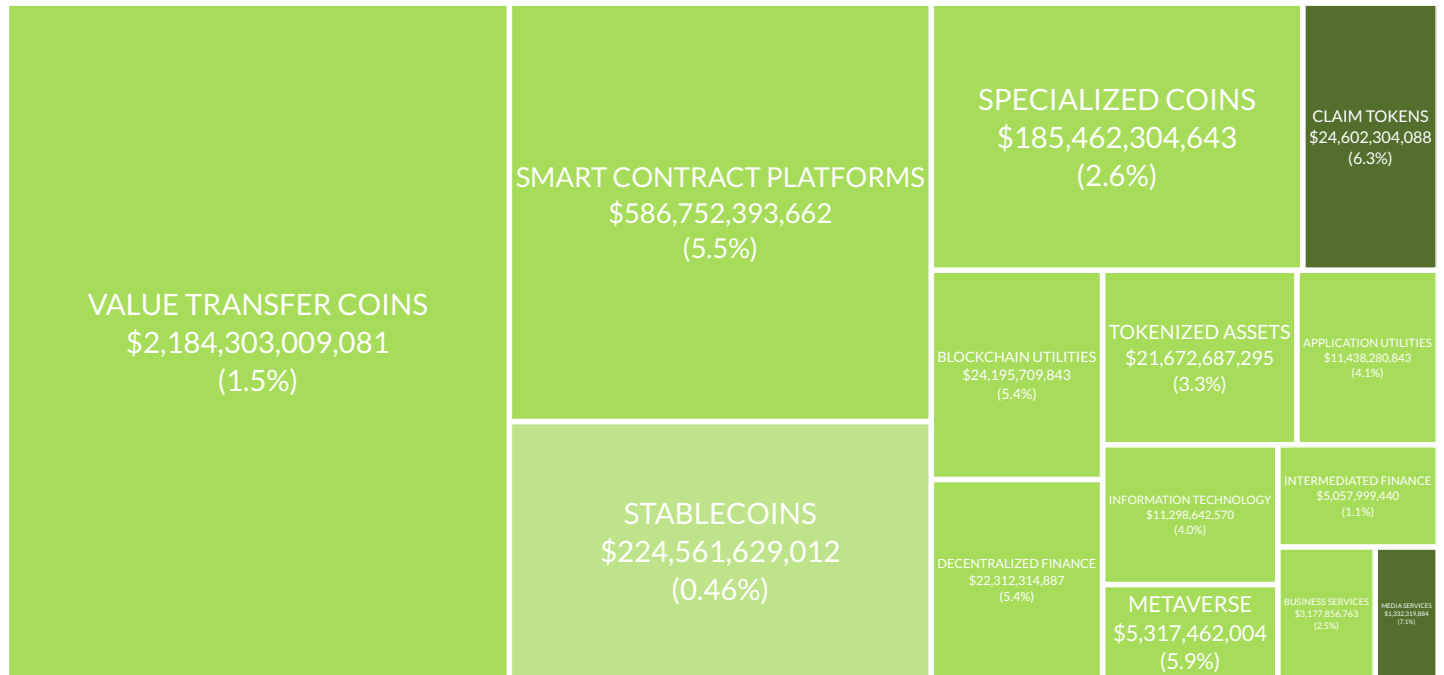 VALUE TRANSFER COINS
$2,184,303,009,081
(1.5%)
SMART CONTRACT PLATFORMS
$586,752,393,662
(5.5%)
STABLECOINS
$224,561,629,012
(0.46%)
SPECIALIZED COINS
$185,462,304,643
(2.6%)
CLAIM TOKENS
$24,602,304,088
(6.3%)
BLOCKCHAIN UTILITIES
$24,195,709,843
(5.4%)
DECENTRALIZED FINANCE
$22,312,314,887
(5.4%)
TOKENIZED ASSETS
$21,672,687,295
(3.3%)
APPLICATION UTILITIES
$11,438,280,843
(4.1%)
INFORMATION TECHNOLOGY
$11,298,642,570
(4.0%)
METAVERSE
$5,317,462,004
(5.9%)
INTERMEDIATED FINANCE
$5,057,999,440
(1.1%)
BUSINESS SERVICES
$3,177,856,763
(2.5%)
MEDIA SERVICES
$1,332,319,884
(7.1%)